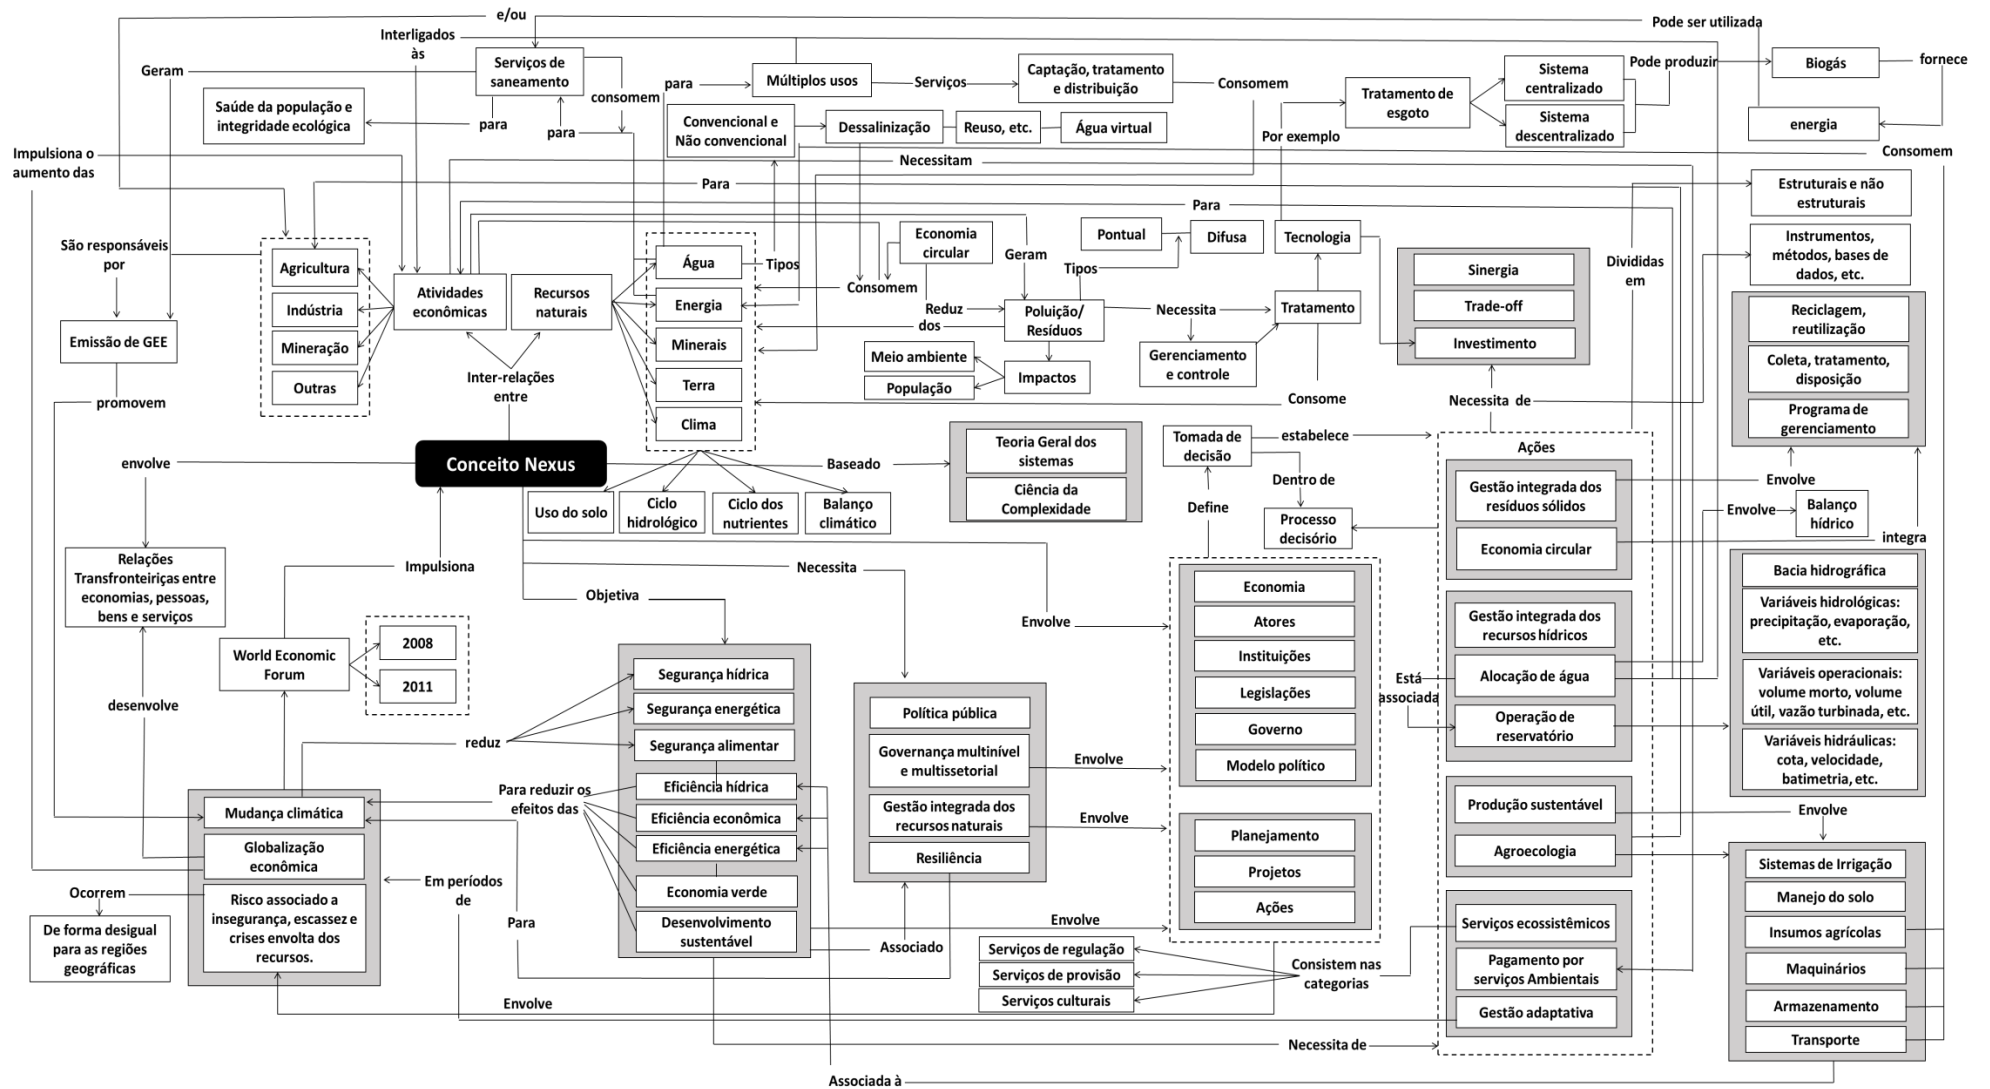 e/ou
Pode ser utilizada
Interligados
às
Serviços de
saneamento
Geram
consomem
para
Múltiplos usos
Serviços
Captação, tratamento
e distribuição
Consomem
Tratamento de
esgoto
Sistema
centralizado
Sistema
descentralizado
Pode produzir
Biogás
fornece
energia
Saúde da população e
integridade ecológica
para
para
Convencional e
Não convencional
Dessalinização
Reuso, etc.
Água virtual
Por exemplo
Impulsiona o
aumento das
Necessitam
Consomem
Para
Para
Estruturais e não
estruturais
São responsáveis
por
Agricultura
Indústria
Mineração
Outras
Atividades
econômicas
Recursos
naturais
Água
Energia
Minerais
Terra
Clima
Tipos
Economia
circular
Consomem
Geram
Pontual
Difusa
Tipos
Tecnologia
Sinergia
Trade-off
Investimento
Dividas
em
Instrumentos,
métodos, bases de
dados, etc.
Emissão de GEE
Reduz
dos
Poluição/
Resíduos
Necessita
Tratamento
Gerenciamento
e controle
Meio ambiente
População
Impactos
Reciclagem,
reutilização
Coleta, tratamento,
disposição
Programa de
gerenciamento
promovem
Inter-relações
entre
Consome
Necessita de
Conceito Nexus
envolve
Baseado
Teoria Geral dos
sistemas
Ciência da
Complexidade
Tomada de
decisão
estabelece
Dentro de
Define
Processo
decisório
Ações
Gestão integrada dos
resíduos sólidos
Economia circular
Envolve
Envolve
Balanço
hídrico
integra
Uso do solo
Ciclo
hidrológico
Ciclo dos
nutrientes
Balanço
climático
Relações
Transfronteiriças entre
economias, pessoas,
bens e serviços
Impulsiona
Necessita
Objetiva
Envolve
World Economic
Forum
2008
2011
Economia
Atores
Instituições
Legislações
Governo
Modelo político
Gestão integrada dos
recursos hídricos
Alocação de água
Operação de
reservatório
Está
associada
Bacia hidrográfica
Variáveis hidrológicas:
precipitação, evaporação,
etc.
Variáveis operacionais:
volume morto, volume
útil, vazão turbinada, etc.
Variáveis hidráulicas:
cota, velocidade,
batimetria, etc.
desenvolve
reduz
Segurança hídrica
Segurança energética
Segurança alimentar
Eficiência hídrica
Eficiência econômica
Eficiência energética
Economia verde
Desenvolvimento
sustentável
Política pública
Governança multinível
e multissetorial
Gestão integrada dos
recursos naturais
Resiliência
Envolve
Envolve
Para reduzir os
efeitos das
Mudança climática
Globalização
econômica
Risco associado a
insegurança, escassez e
crises envolta dos
recursos.
Planejamento
Projetos
Ações
Produção sustentável
Agroecologia
Envolve
Sistemas de Irrigação
Manejo do solo
Insumos agrícolas
Maquinários
Armazenamento
Transporte
Ocorrem
De forma desigual
para as regiões
geográficas
Em períodos
de
Para
Envolve
Associado
Serviços de regulação
Serviços de provisão
Serviços culturais
Consistem nas
categorias
Serviços ecossistêmicos
Pagamento por
serviços Ambientais
Gestão adaptativa
Envolve
Necessita de
Associada à